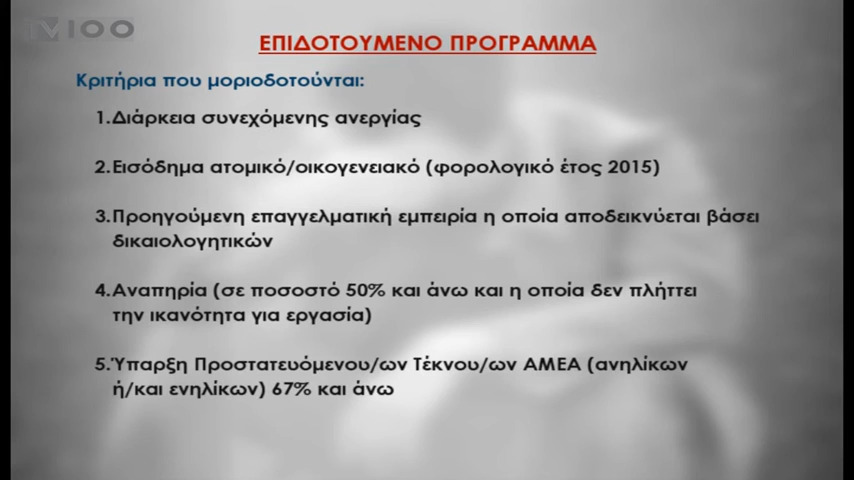 TV100
ΕΠΙΔΟΤΟΥΜΕΝΟ ΠΡΟΓΡΑΜΜΑ
Κριτήρια που μοριοδοτούνται:
1.Διάρκεια συνεχόμενης ανεργίας
2.Εισόδημα ατομικό/οικογενειακό (φορολογικό έτος 2015)
3.Προηγούμενη επαγγελματική εμπειρία η οποία αποδεικνύεται βάσει
δικαιολογητικών
4.Αναπηρία (σε ποσοστό 50% και άνω και η οποία δεν πλήττει
την ικανότητα για εργασία)
5.Ύπαρξη Προστατευόμενου/ων Τέκνου/ων ΑΜΕΑ (ανηλίκων
ή/και ενηλίκων) 67% και άνω